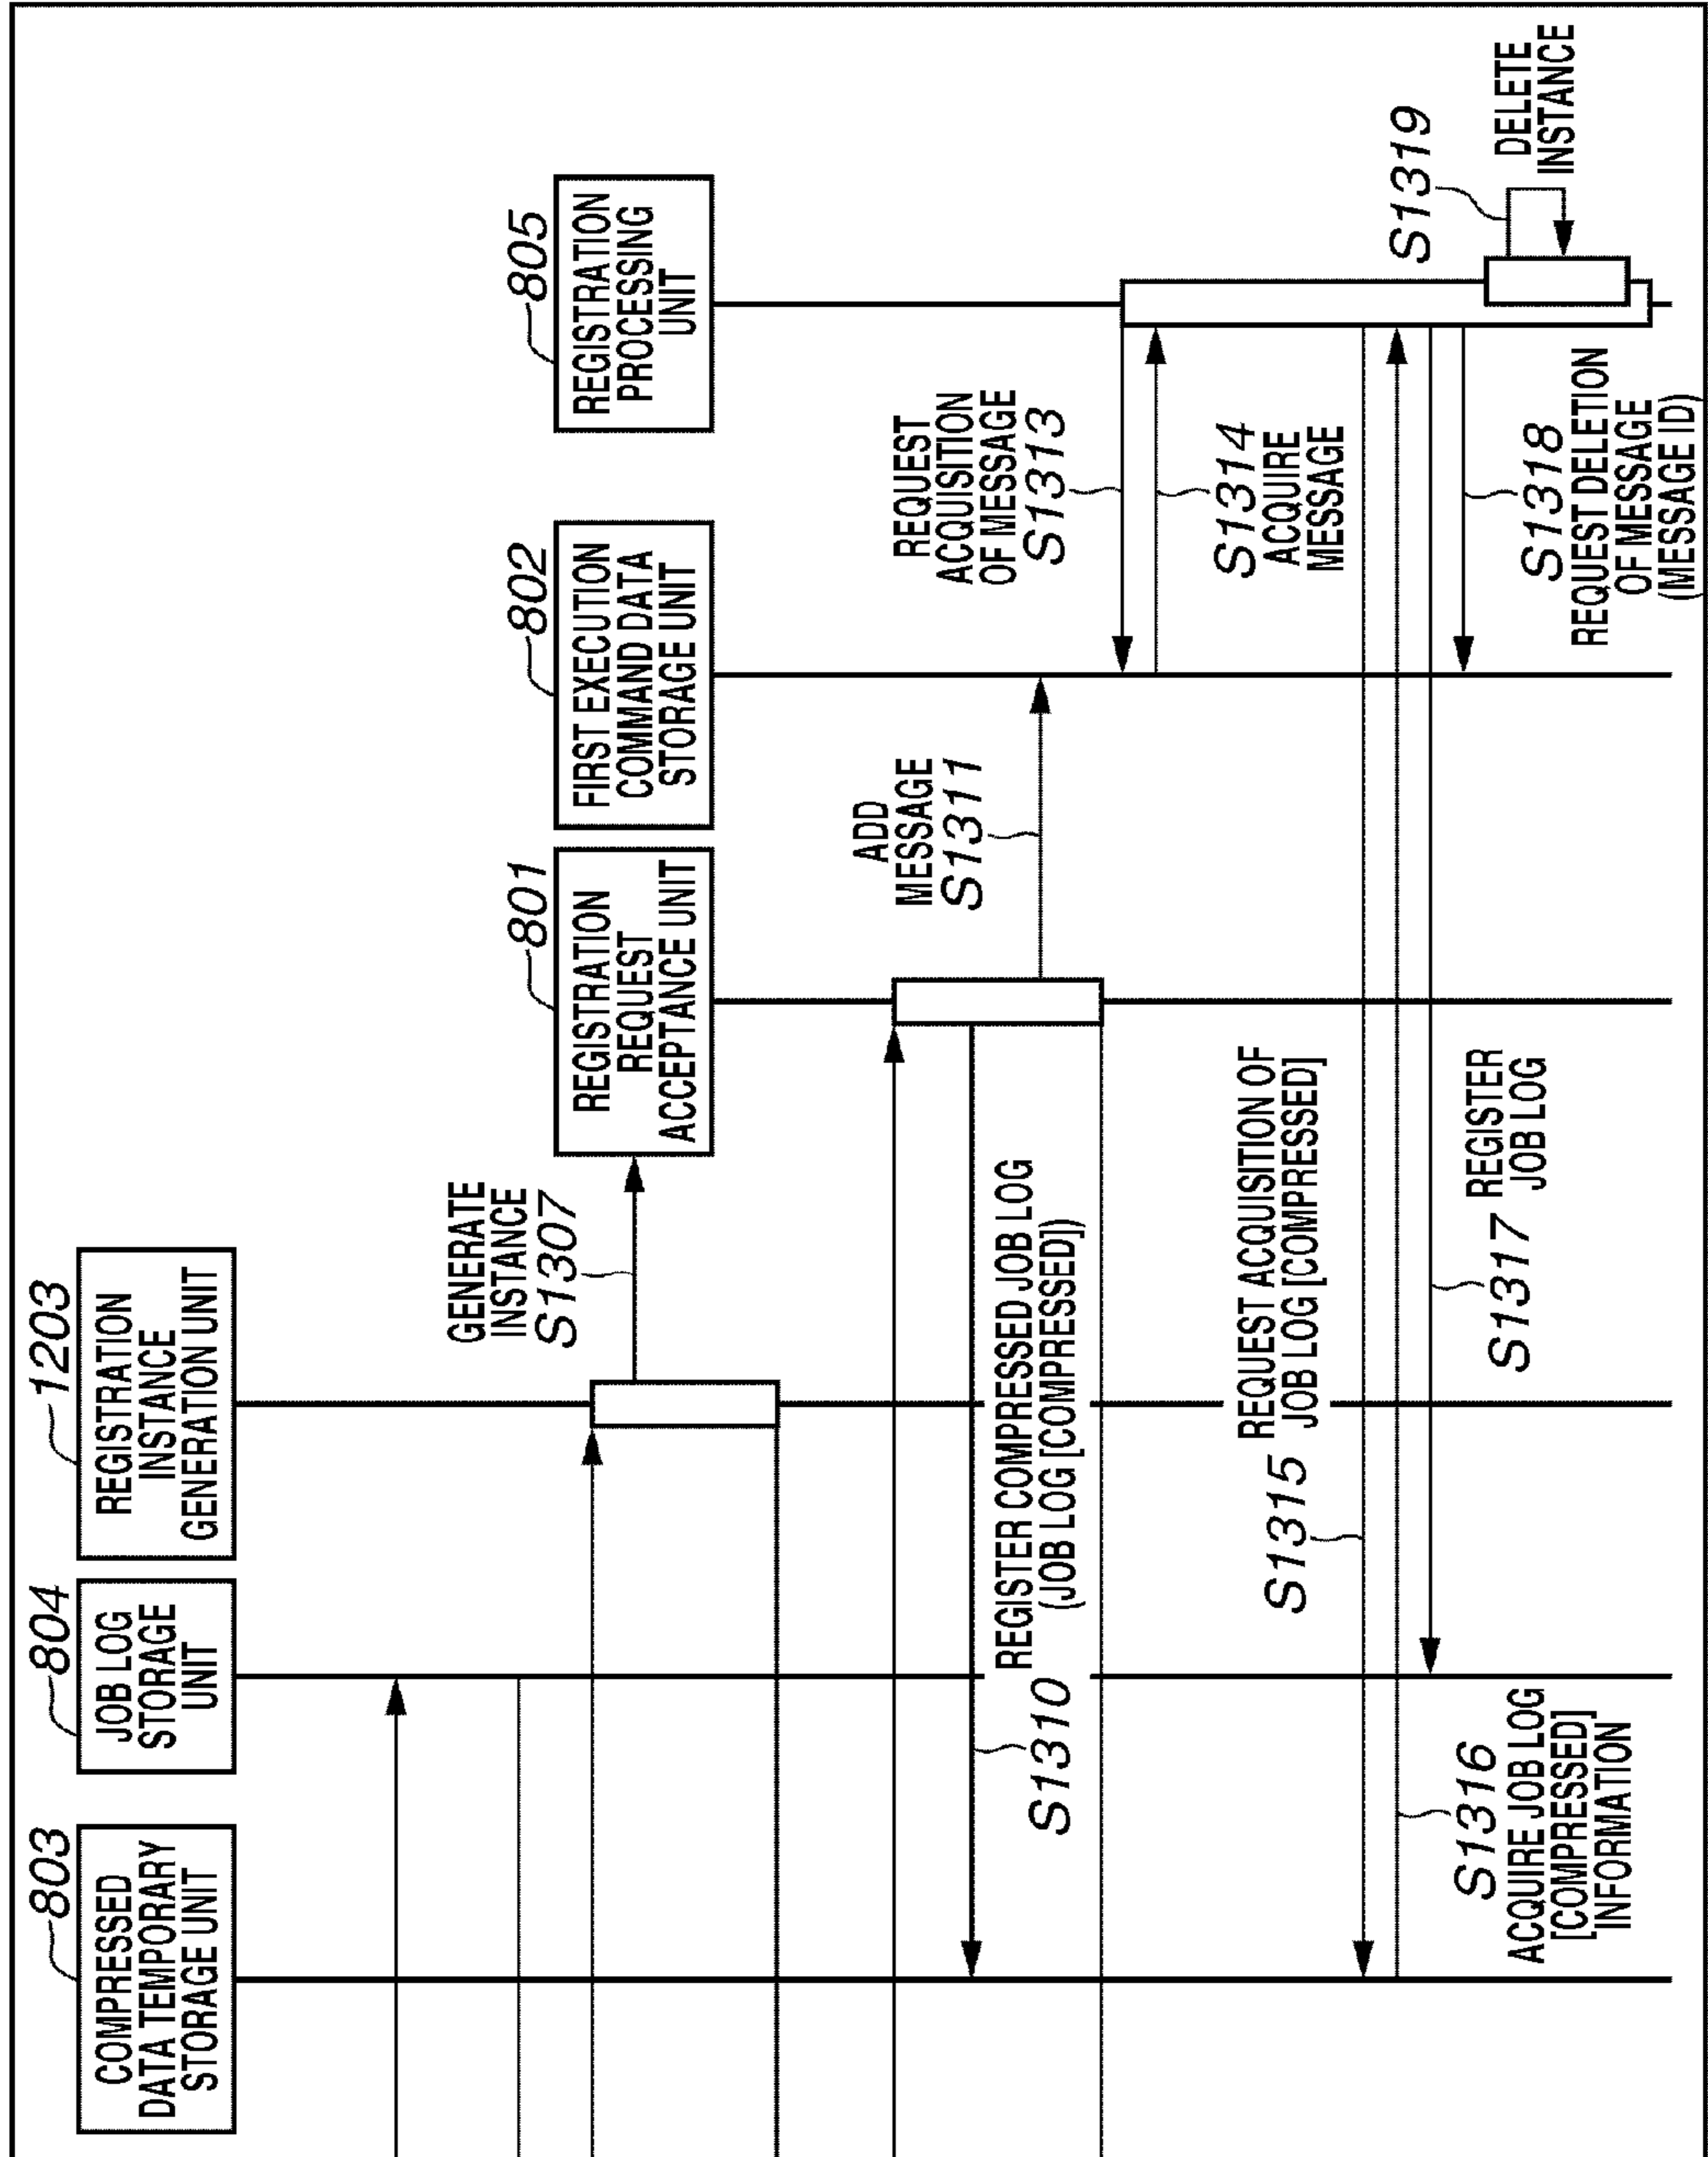 803
COMPRESSED
DATA TEMPORARY
STORAGE UNIT
804
JOB LOG
STORAGE
UNIT
1203
REGISTRATION
INSTANCE
GENERATION UNIT
801
REGISTRATION
REQUEST
ACCEPTANCE UNIT
802
FIRST EXECUTION
COMMAND DATA
STORAGE UNIT
805
REGISTRATION
PROCESSING
UNIT
GENERATE
INSTANCE
S1307
REGISTER COMPRESSED JOB LOG
(JOB LOG [COMPRESSED])
S1310
ADD
MESSAGE
S1311
REQUEST
ACQUISITION
OF MESSAGE
S1313
S1314
ACQUIRE
MESSAGE
S1315
REQUEST ACQUISITION OF
JOB LOG [COMPRESSED]
S1316
ACQUIRE JOB LOG
[COMPRESSED]
INFORMATION
S1317
REGISTER
JOB LOG
S1318
REQUEST DELETION
OF MESSAGE
(MESSAGE ID)
S1319
DELETE
INSTANCE